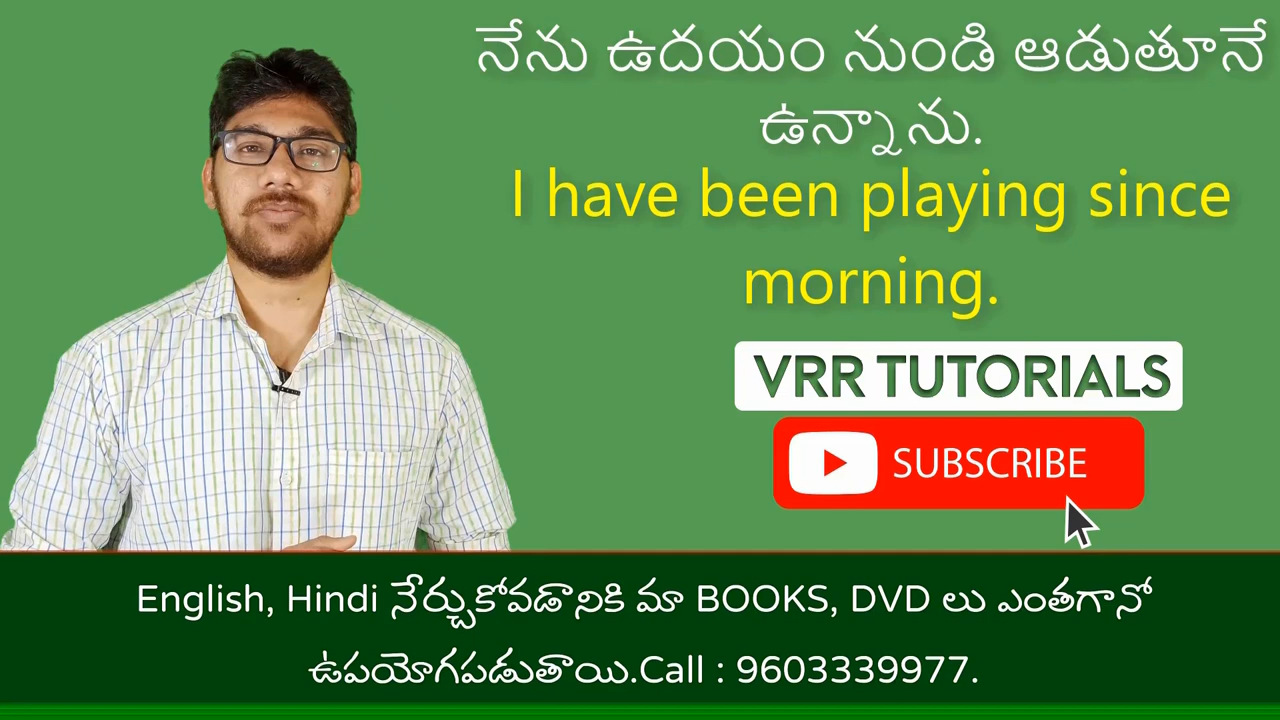 నేను ఉదయం నుండి ఆడుతూనే
ఉన్నాను.
I have been playing since
morning.
VRR TUTORIALS
SUBSCRIBE
English, Hindi నేర్చుకోవడానికి మా BOOKS, DVD లు ఎంతగానో
ఉపయోగపడుతాయి.Call : 9603339977.